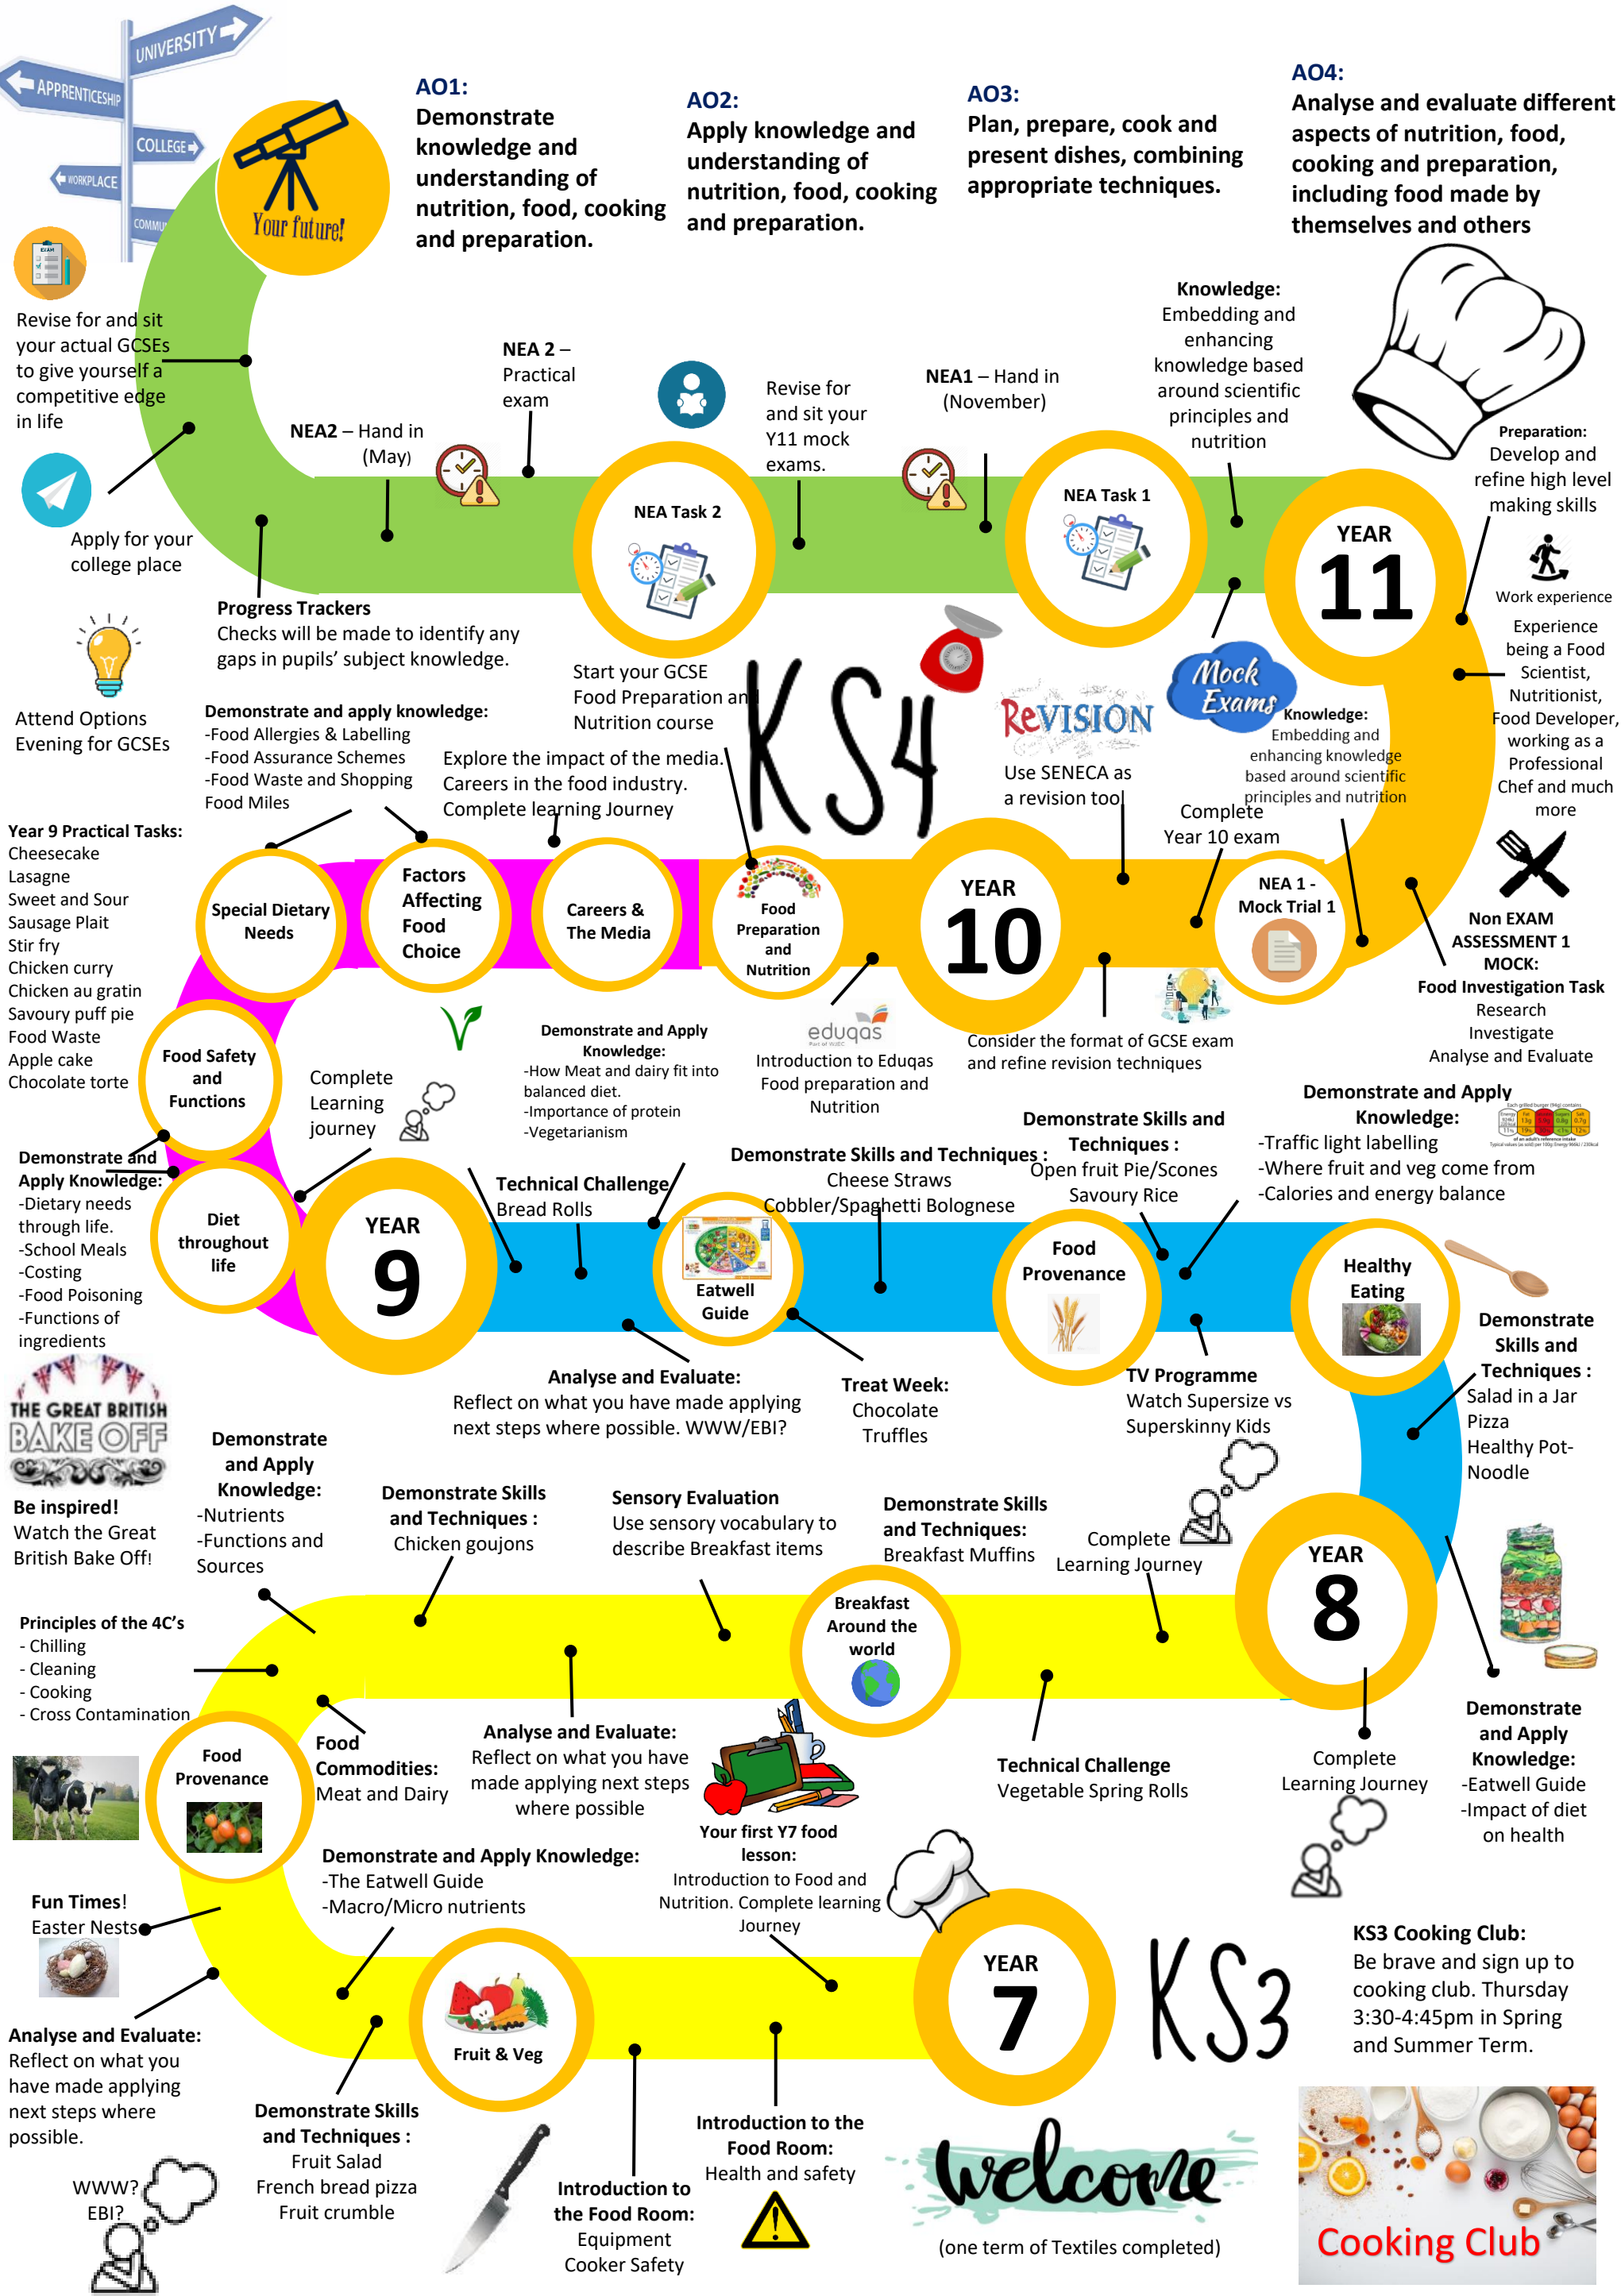 UNIVERSITY
APPRENTICESHIP
COLLEGE
WORKPLACE
Your future!
AO1:
Demonstrate
knowledge and
understanding of
nutrition, food, cooking
and preparation.
AO2:
Apply knowledge and
understanding of
nutrition, food, cooking
and preparation.
AO3:
Plan, prepare, cook and
present dishes, combining
appropriate techniques.
AO4:
Analyse and evaluate different
aspects of nutrition, food,
cooking and preparation,
including food made by
themselves and others
EXAM
Revise for and sit
your actual GCSEs
to give yourself a
competitive edge
in life
Apply for your
college place
NEA2 – Hand in
(May)
NEA 2 –
Practical
exam
NEA Task 2
Revise for
and sit your
Y11 mock
exams.
NEA1 – Hand in
(November)
NEA Task 1
Knowledge:
Embedding and
enhancing
knowledge based
around scientific
principles and
nutrition
YEAR
11
Preparation:
Develop and
refine high level
making skills
Work experience
Experience
being a Food
Scientist,
Nutritionist,
Food Developer,
working as a
Professional
Chef and much
more
Progress Trackers
Checks will be made to identify any
gaps in pupils' subject knowledge.
Attend Options
Evening for GCSEs
Demonstrate and apply knowledge:
-Food Allergies & Labelling
-Food Assurance Schemes
-Food Waste and Shopping
Food Miles
Start your GCSE
Food Preparation and
Nutrition course
Explore the impact of the media.
Careers in the food industry.
Complete learning Journey
KS4
ReVISION
Use SENECA as
a revision tool
Mock
Exams
Knowledge:
Embedding and
enhancing knowledge
based around scientific
principles and nutrition
Complete
Year 10 exam
Year 9 Practical Tasks:
Cheesecake
Lasagne
Sweet and Sour
Sausage Plait
Stir fry
Chicken curry
Chicken au gratin
Savoury puff pie
Food Waste
Apple cake
Chocolate torte
Special Dietary
Needs
Factors
Affecting
Food
Choice
Careers &
The Media
Food
Preparation
and
Nutrition
YEAR
10
NEA 1 -
Mock Trial 1
Non EXAM
ASSESSMENT 1
MOCK:
Food Investigation Task
Research
Investigate
Analyse and Evaluate
eduqas
Part of WJEC
Introduction to Eduqas
Food preparation and
Nutrition
Consider the format of GCSE exam
and refine revision techniques
Food Safety
and
Functions
Complete
Learning
journey
Demonstrate and Apply
Knowledge:
-How Meat and dairy fit into
balanced diet.
-Importance of protein
-Vegetarianism
Demonstrate and
Apply Knowledge:
-Dietary needs
through life.
-School Meals
-Costing
-Food Poisoning
-Functions of
ingredients
Diet
throughout
life
YEAR
9
Technical Challenge
Bread Rolls
Eatwell
Guide
Demonstrate Skills and Techniques :
Cheese Straws
Cobbler/Spaghetti Bolognese
Demonstrate Skills and
Techniques :
Open fruit Pie/Scones
Savoury Rice
Food
Provenance
Demonstrate and Apply
Knowledge:
-Traffic light labelling
-Where fruit and veg come from
-Calories and energy balance
Healthy
Eating
Demonstrate
Skills and
Techniques :
Salad in a Jar
Pizza
Healthy Pot-
Noodle
Analyse and Evaluate:
Reflect on what you have made applying
next steps where possible. WWW/EBI?
Treat Week:
Chocolate
Truffles
TV Programme
Watch Supersize vs
Superskinny Kids
THE GREAT BRITISH
BAKE OFF
Be inspired!
Watch the Great
British Bake Off!
Demonstrate
and Apply
Knowledge:
-Nutrients
-Functions and
Sources
Demonstrate Skills
and Techniques :
Chicken goujons
Sensory Evaluation
Use sensory vocabulary to
describe Breakfast items
Demonstrate Skills
and Techniques:
Breakfast Muffins
Complete
Learning Journey
YEAR
8
Principles of the 4C's
- Chilling
- Cleaning
- Cooking
- Cross Contamination
Breakfast
Around the
world
Food
Provenance
Food
Commodities:
Meat and Dairy
Analyse and Evaluate:
Reflect on what you have
made applying next steps
where possible
Technical Challenge
Vegetable Spring Rolls
Complete
Learning Journey
Demonstrate
and Apply
Knowledge:
-Eatwell Guide
-Impact of diet
on health
Your first Y7 food
lesson:
Introduction to Food and
Nutrition. Complete learning
Journey
Demonstrate and Apply Knowledge:
-The Eatwell Guide
-Macro/Micro nutrients
Fun Times!
Easter Nests
Fruit & Veg
YEAR
7
KS3
KS3 Cooking Club:
Be brave and sign up to
cooking club. Thursday
3:30-4:45pm in Spring
and Summer Term.
Analyse and Evaluate:
Reflect on what you
have made applying
next steps where
possible.
WWW?
EBI?
Demonstrate Skills
and Techniques :
Fruit Salad
French bread pizza
Fruit crumble
Introduction to
the Food Room:
Equipment
Cooker Safety
Introduction to the
Food Room:
Health and safety
welcome
(one term of Textiles completed)
Cooking Club